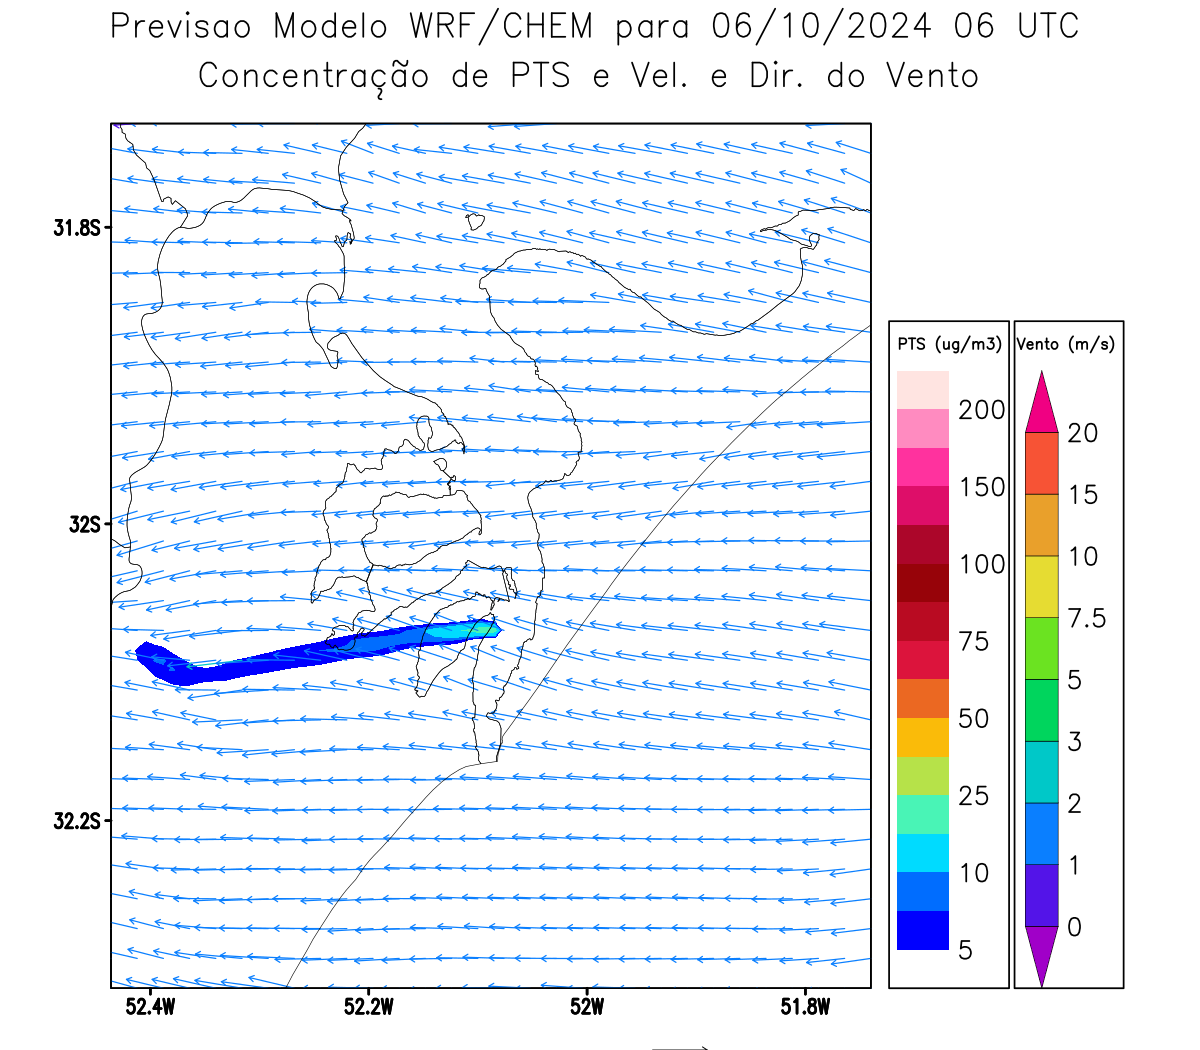 Previsao Modelo WRF/CHEM para 06/10/2024 06 UTC
Concentração de PTS e Vel. e Dir. do Vento
31.8S
32S
32.2S
52.4W 52.2W 52W 51.8W
PTS (ug/m3)
200
150
100
75
50
25
10
5
Vento (m/s)
20
15
10
7.5
5
3
2
1
0